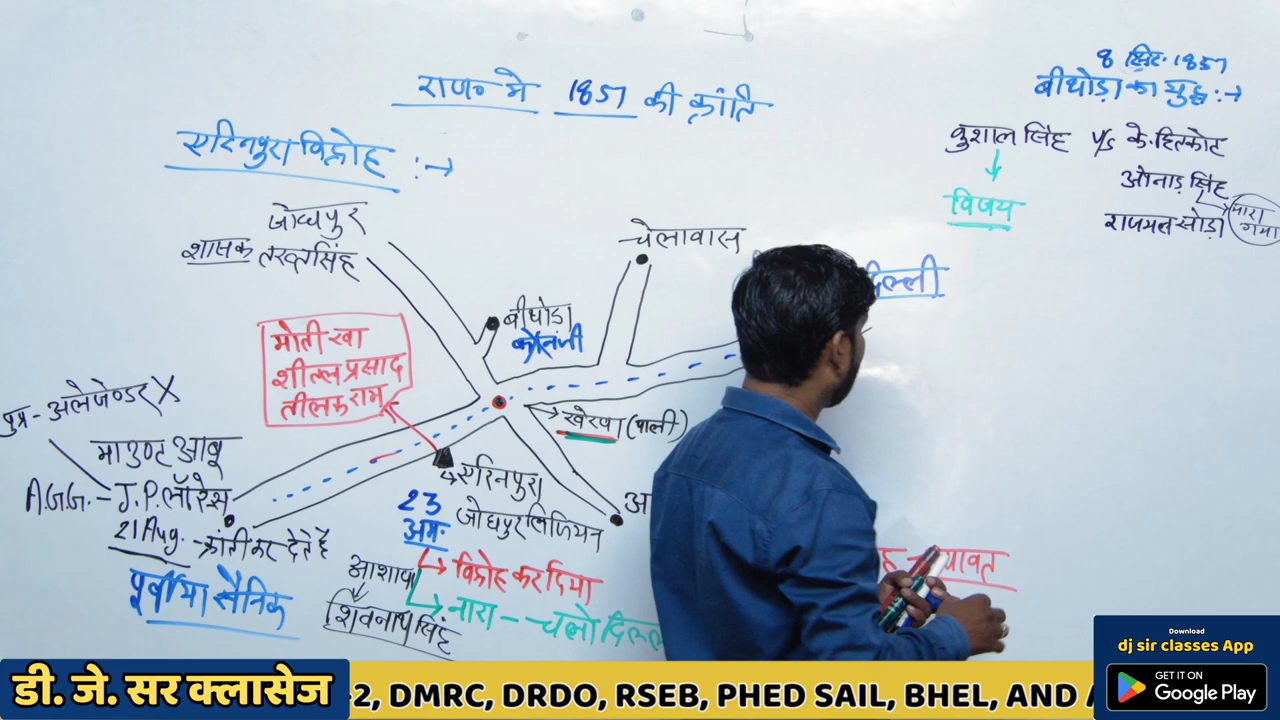 राज० मे 1857 की क्रांति
एरिनपुरा विद्रोह :→
8 सित. 1857
बीथोड़ा का युद्ध :→
कुशाल सिंह v/s के. हितकोट
ओनाड़ सिंह
मारा गया
राजमल लोड़ा
विजय
जोधपुर
शासक तख्तसिंह
चेलावास
दिल्ली
बीथोडा
मोती खा
शीतल प्रसाद
तीलकराम
खेरवा (पाली)
पुत्र - अलेजेण्डर X
माउण्ट आबू
A.G.G. - J.P. लॉरेंस
21 Aug. - क्रांती कर देते है
पूर्वीया सैनिक
एरिनपुरा
जोधपुर लिजियन
23
अग.
विद्रोह कर दिया
नारा -- चलो दिल्ल
आशापा
शिवनाथ सिंह
डी. जे. सर क्लासेज
-2, DMRC, DRDO, RSEB, PHED SAIL, BHEL, AND A
Download
dj sir classes App
GET IT ON
Google Play